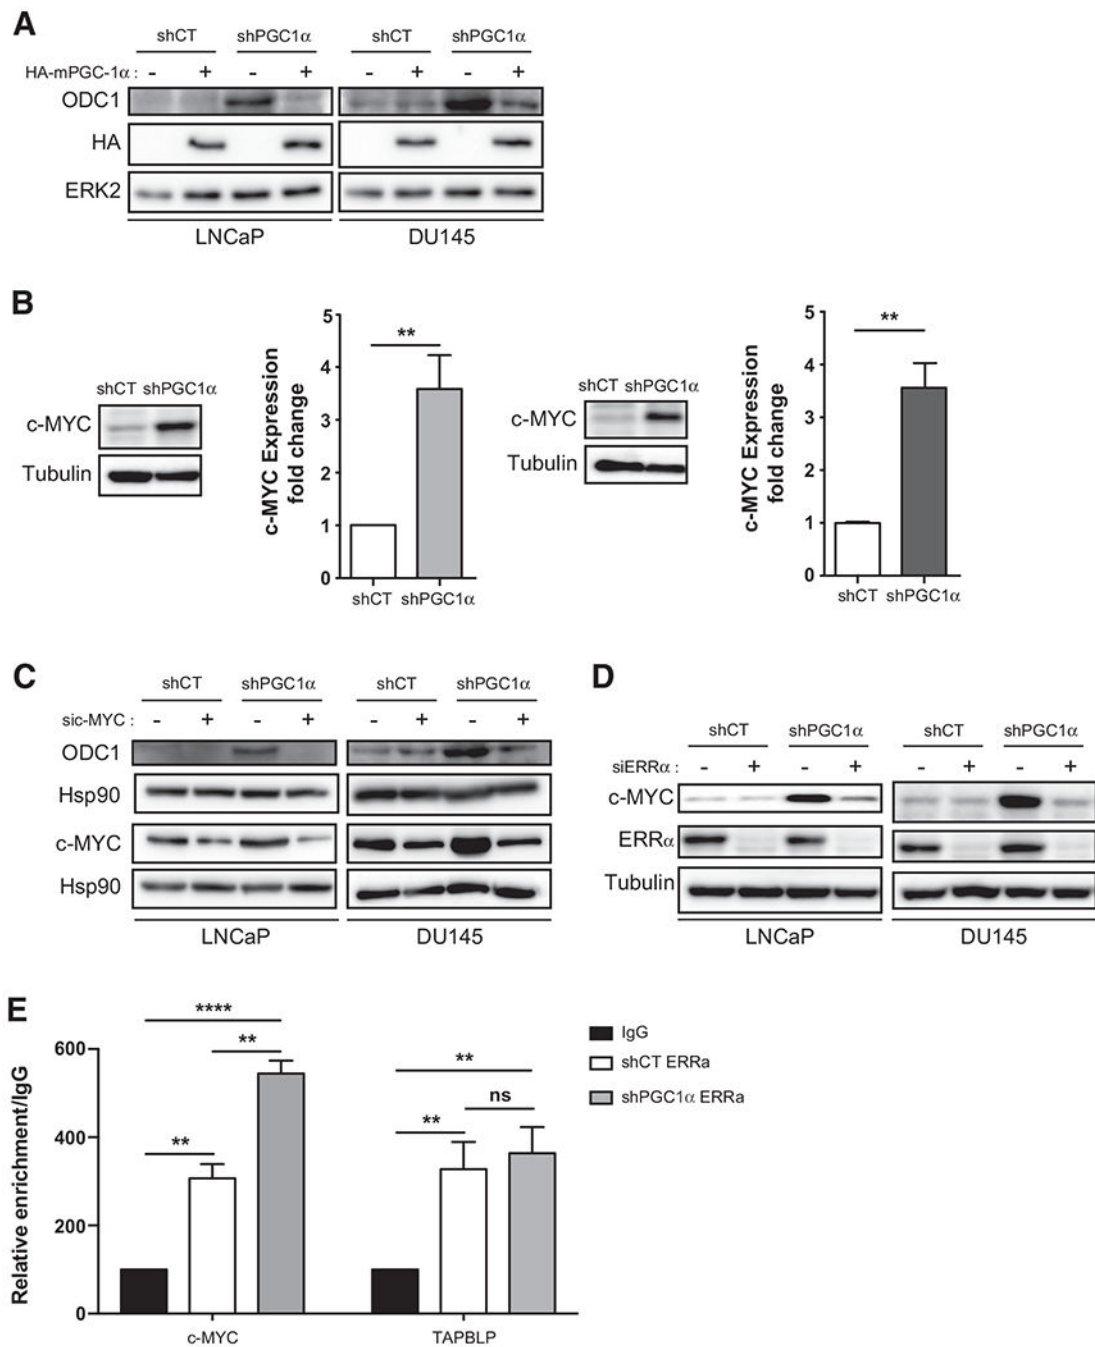 A
shCT shPGC1α shCT shPGC1α
HA-mPGC-1α : - + - + - + - +
ODC1
HA
ERK2
LNCaP DU145
B
shCT shPGC1α
c-MYC
Tubulin
c-MYC Expression
fold change
5
4
3
2
1
0
**
shCT shPGC1α
shCT shPGC1α
c-MYC
Tubulin
c-MYC Expression
fold change
5
4
3
2
1
0
**
shCT shPGC1α
C
shCT shPGC1α shCT shPGC1α
sic-MYC : - + - + - + - +
ODC1
Hsp90
c-MYC
Hsp90
LNCaP DU145
D
shCT shPGC1α shCT shPGC1α
siERRα : - + - + - + - +
c-MYC
ERRα
Tubulin
LNCaP DU145
E
Relative enrichment/IgG
600
400
200
0
****
**
**
**
ns
**
c-MYC TAPBLP
IgG
shCT ERRa
shPGC1α ERRa